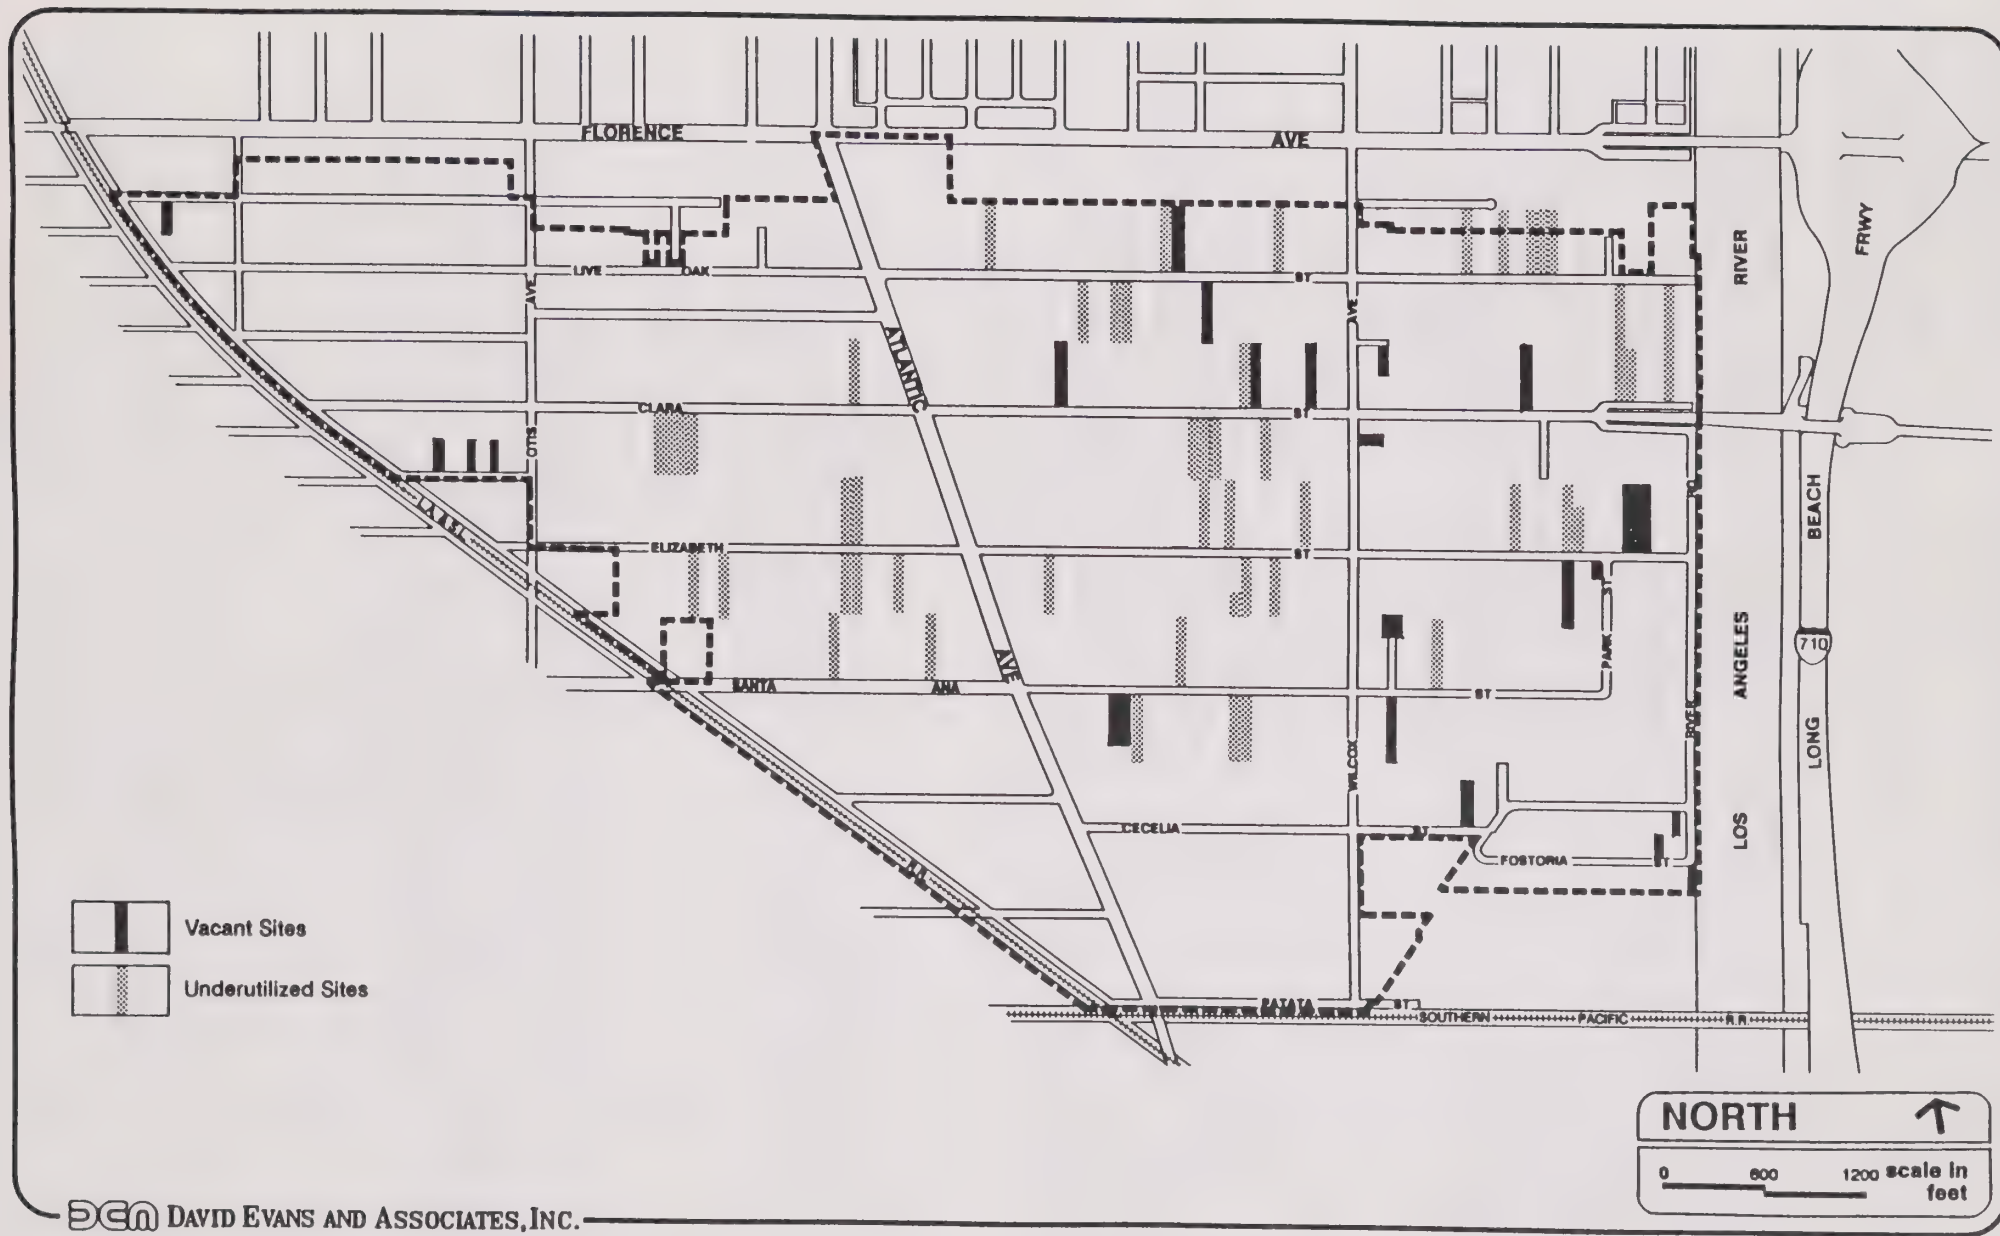 FLORENCE AVE
LIVE OAK ST
AVE
AVE
RIVER
FRWY
ATLANTIC
CLARA ST
OTIS
RD
BEACH
ELIZABETH ST
ST
PARK
710
ANGELES
AVE
SANTA ANA ST
RIVER
WILCOX
LONG
LOS
CECELIA ST
FOSTORIA ST
Vacant Sites
Underutilized Sites
PATATA ST
SOUTHERN PACIFIC R.R.
NORTH
0 600 1200 scale in
feet
DEA DAVID EVANS AND ASSOCIATES, INC.